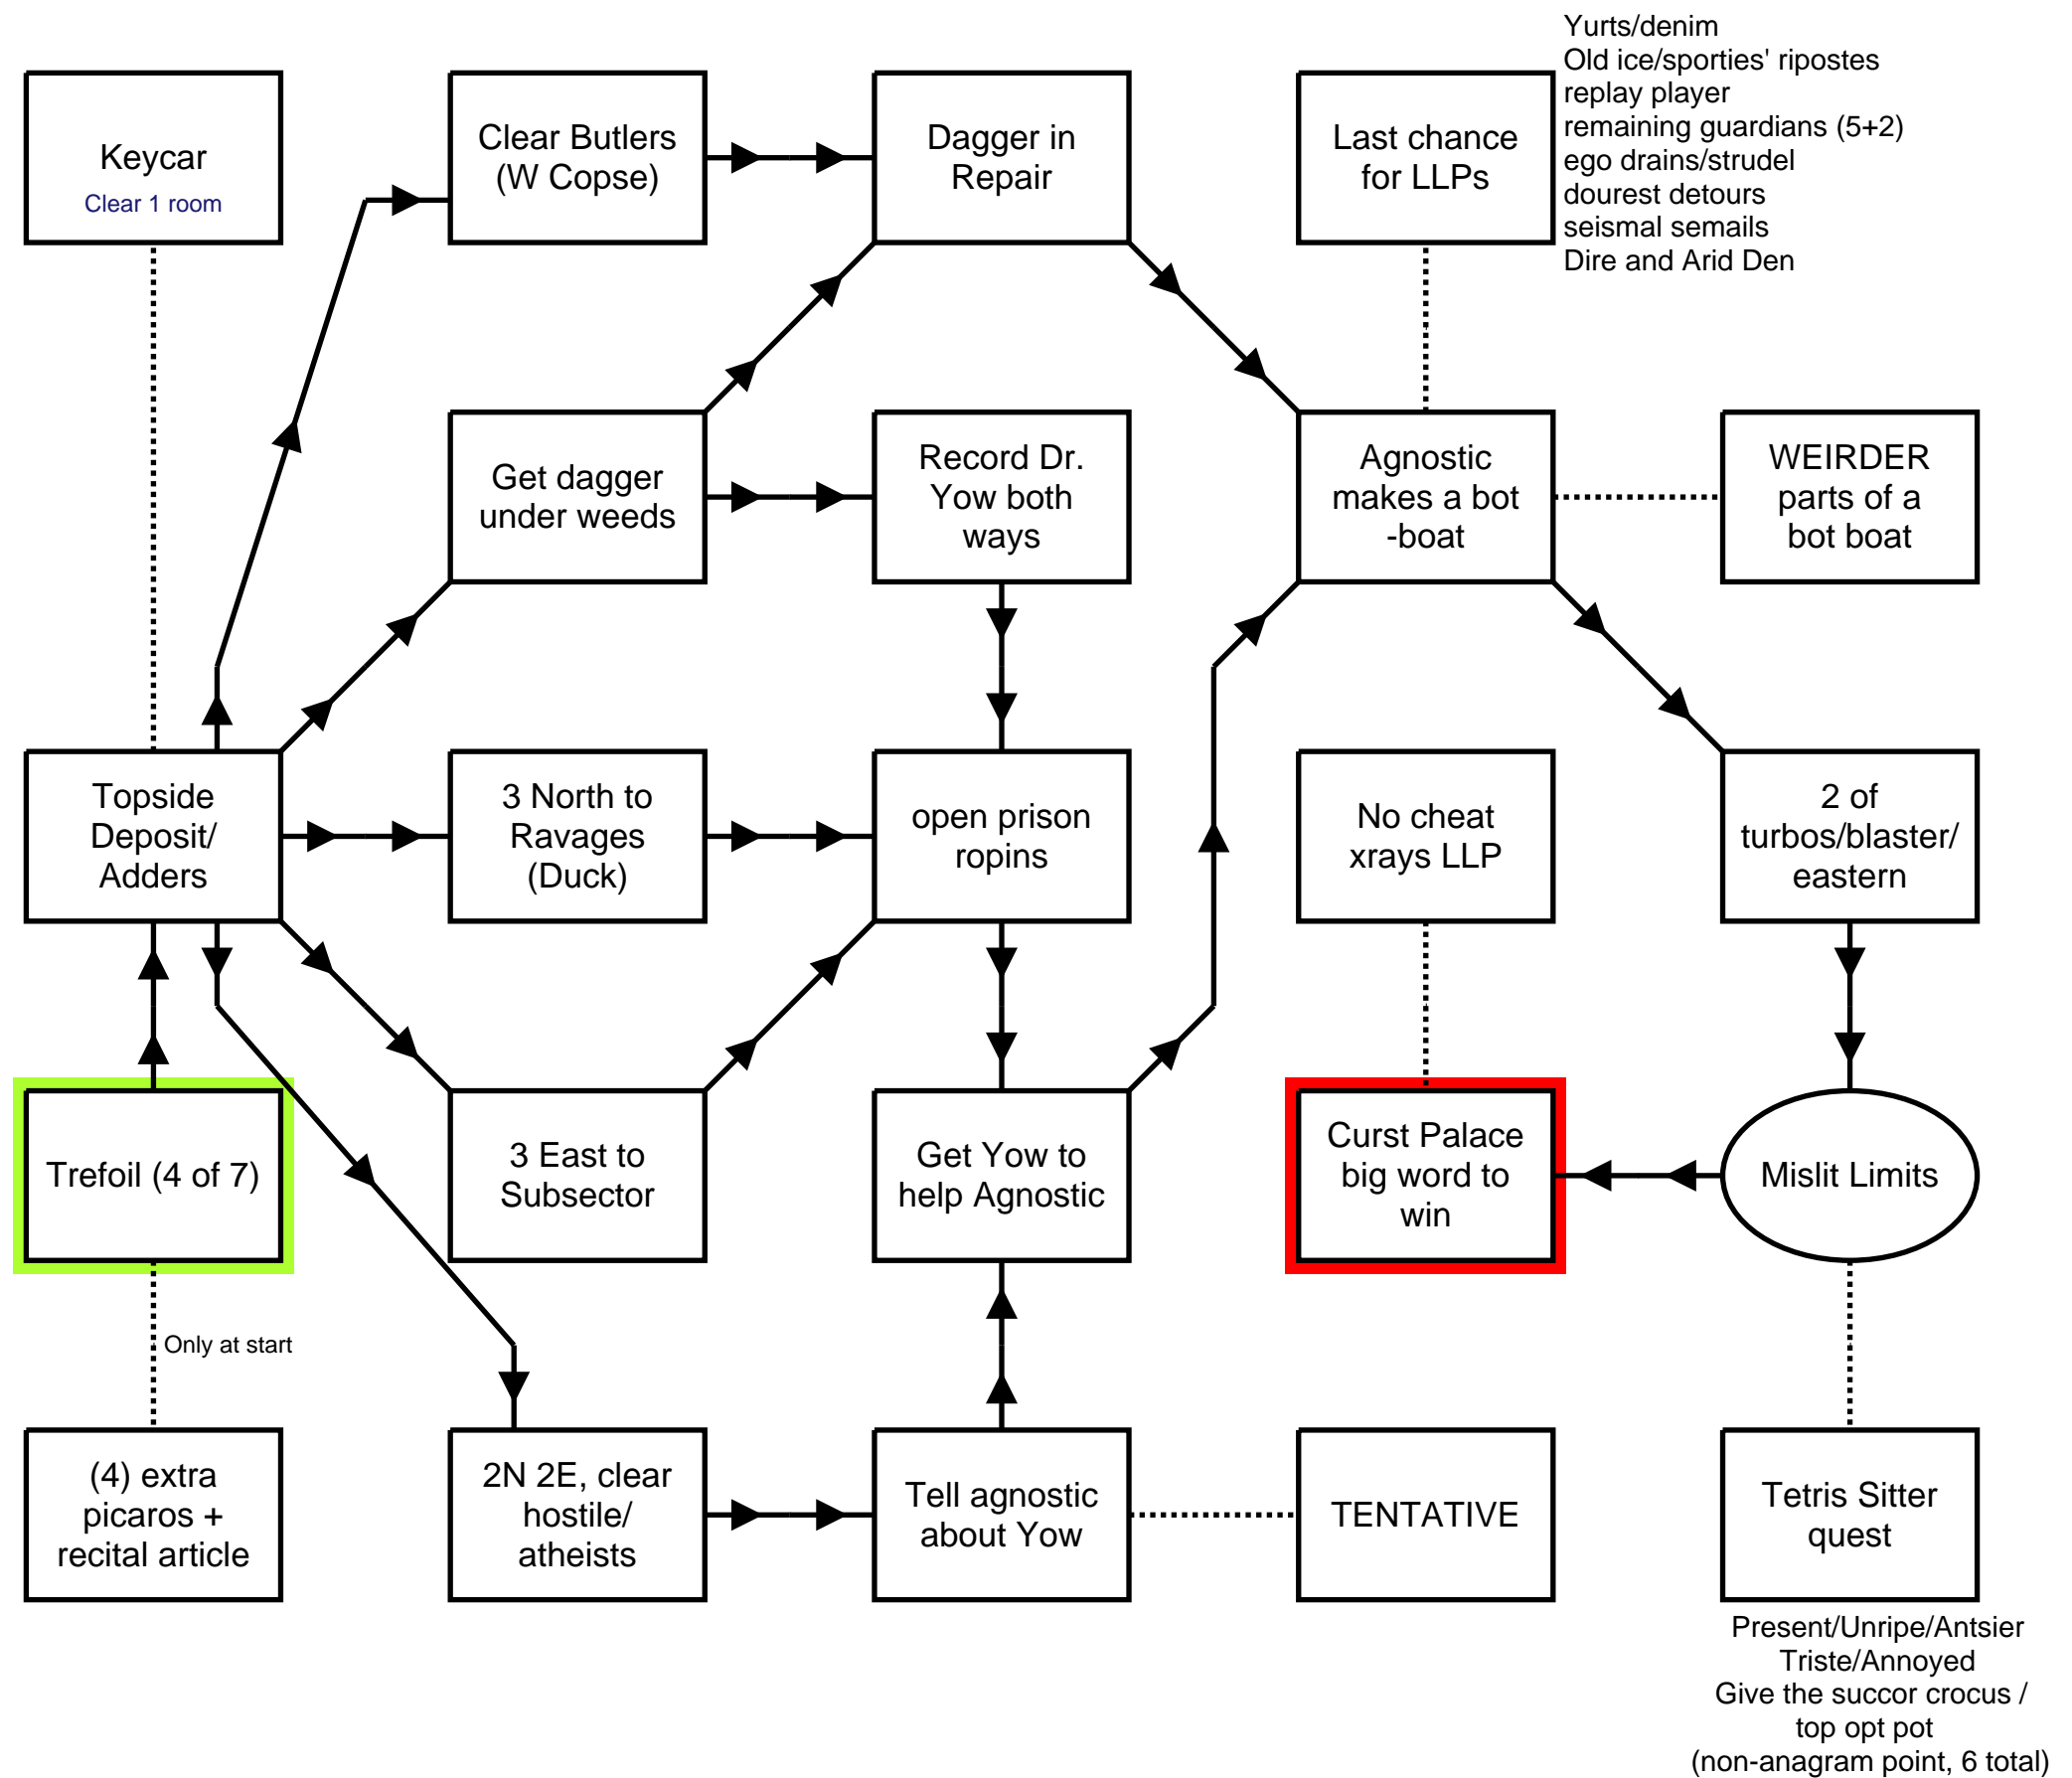 Yurts/denim
Old ice/sporties' ripostes
replay player
remaining guardians (5+2)
ego drains/strudel
dourest detours
seismal semails
Dire and Arid Den
Keycar
Clear 1 room
Clear Butlers
(W Copse)
Dagger in
Repair
Last chance
for LLPs
Get dagger
under weeds
Record Dr.
Yow both
ways
Agnostic
makes a bot
-boat
WEIRDER
parts of a
bot boat
Topside
Deposit/
Adders
3 North to
Ravages
(Duck)
open prison
ropins
No cheat
xrays LLP
2 of
turbos/blaster/
eastern
Trefoil (4 of 7)
3 East to
Subsector
Get Yow to
help Agnostic
Curst Palace
big word to
win
Mislit Limits
Only at start
(4) extra
picaros +
recital article
2N 2E, clear
hostile/
atheists
Tell agnostic
about Yow
TENTATIVE
Tetris Sitter
quest
Present/Unripe/Antsier
Triste/Annoyed
Give the succor crocus /
top opt pot
(non-anagram point, 6 total)